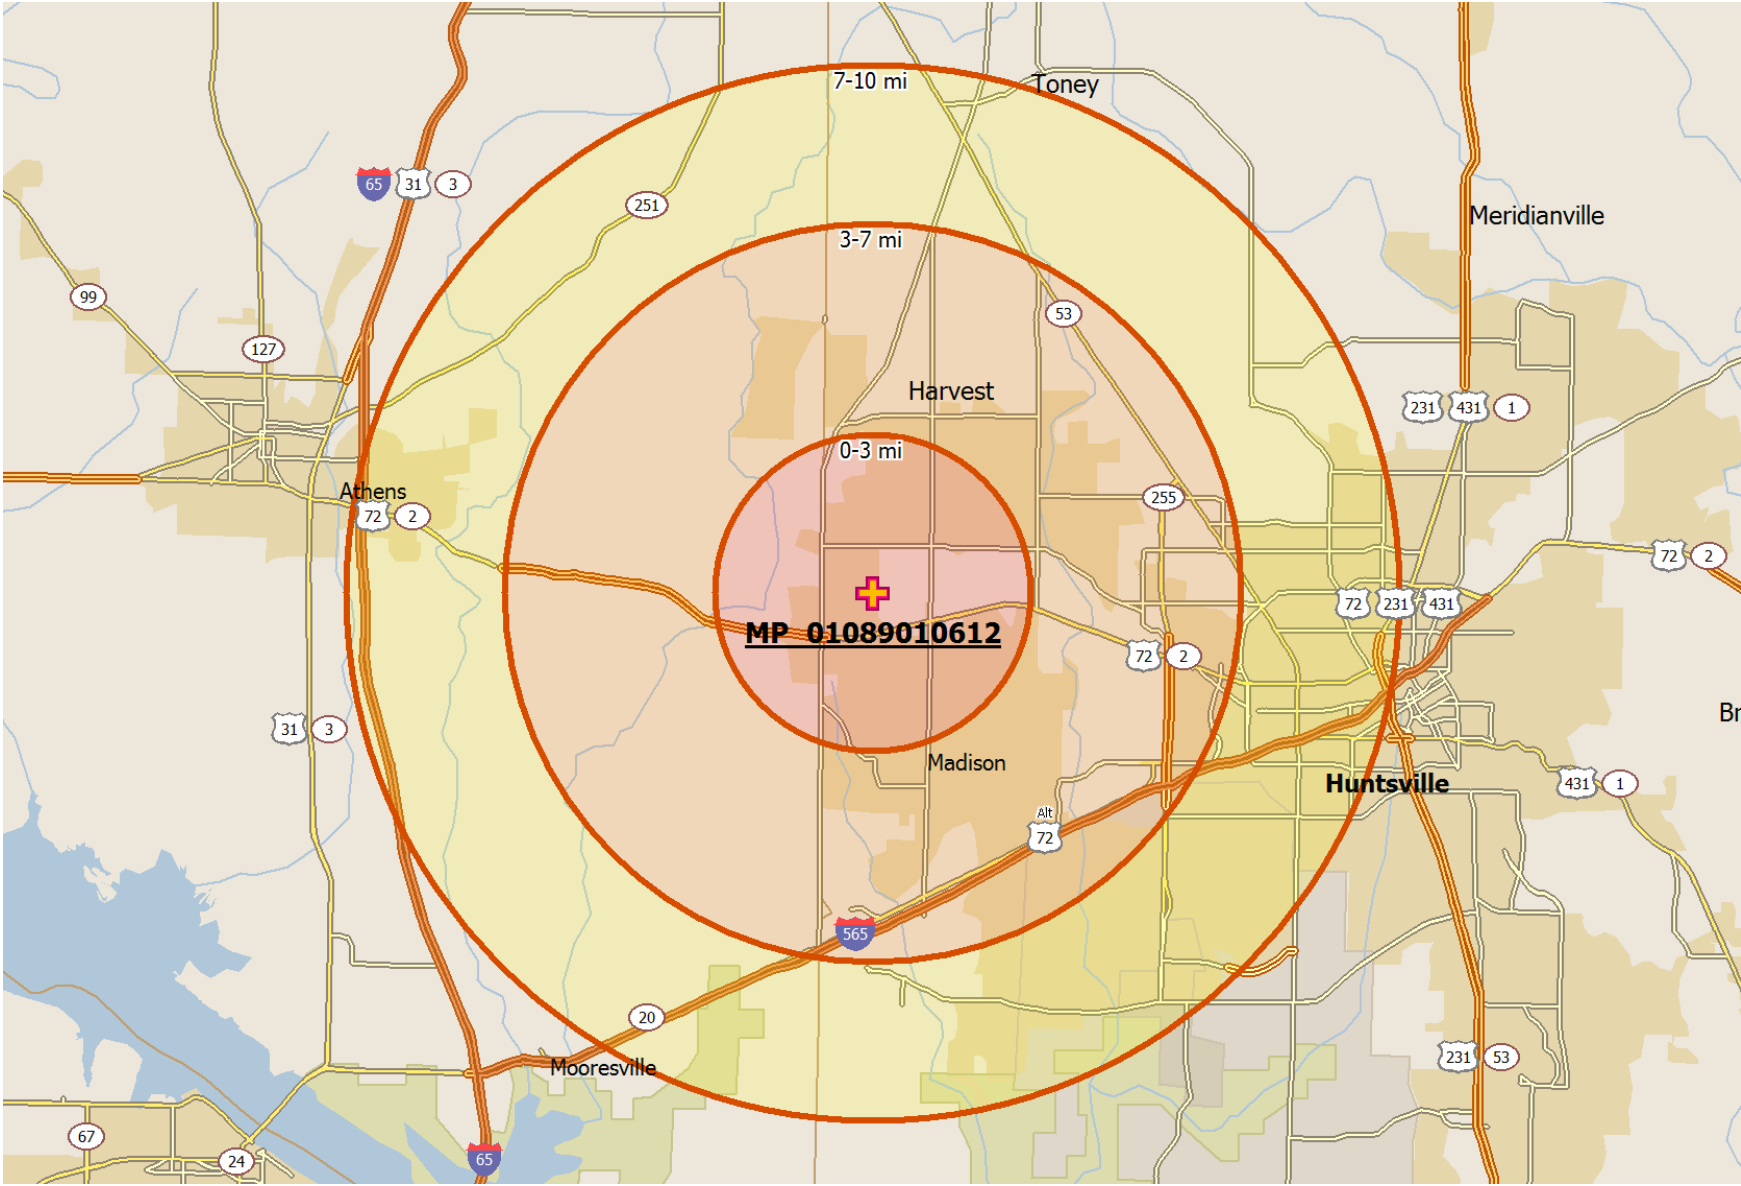 7-10 mi
Toney
65 31 3
251
Meridianville
3-7 mi
99
53
127
Harvest
231 431 1
0-3 mi
Athens
255
72 2
72 2
72 231 431
MP 01089010612
72 2
Br
31 3
Madison
Huntsville
431 1
Alt
72
565
20
231 53
Mooresville
67
65
24